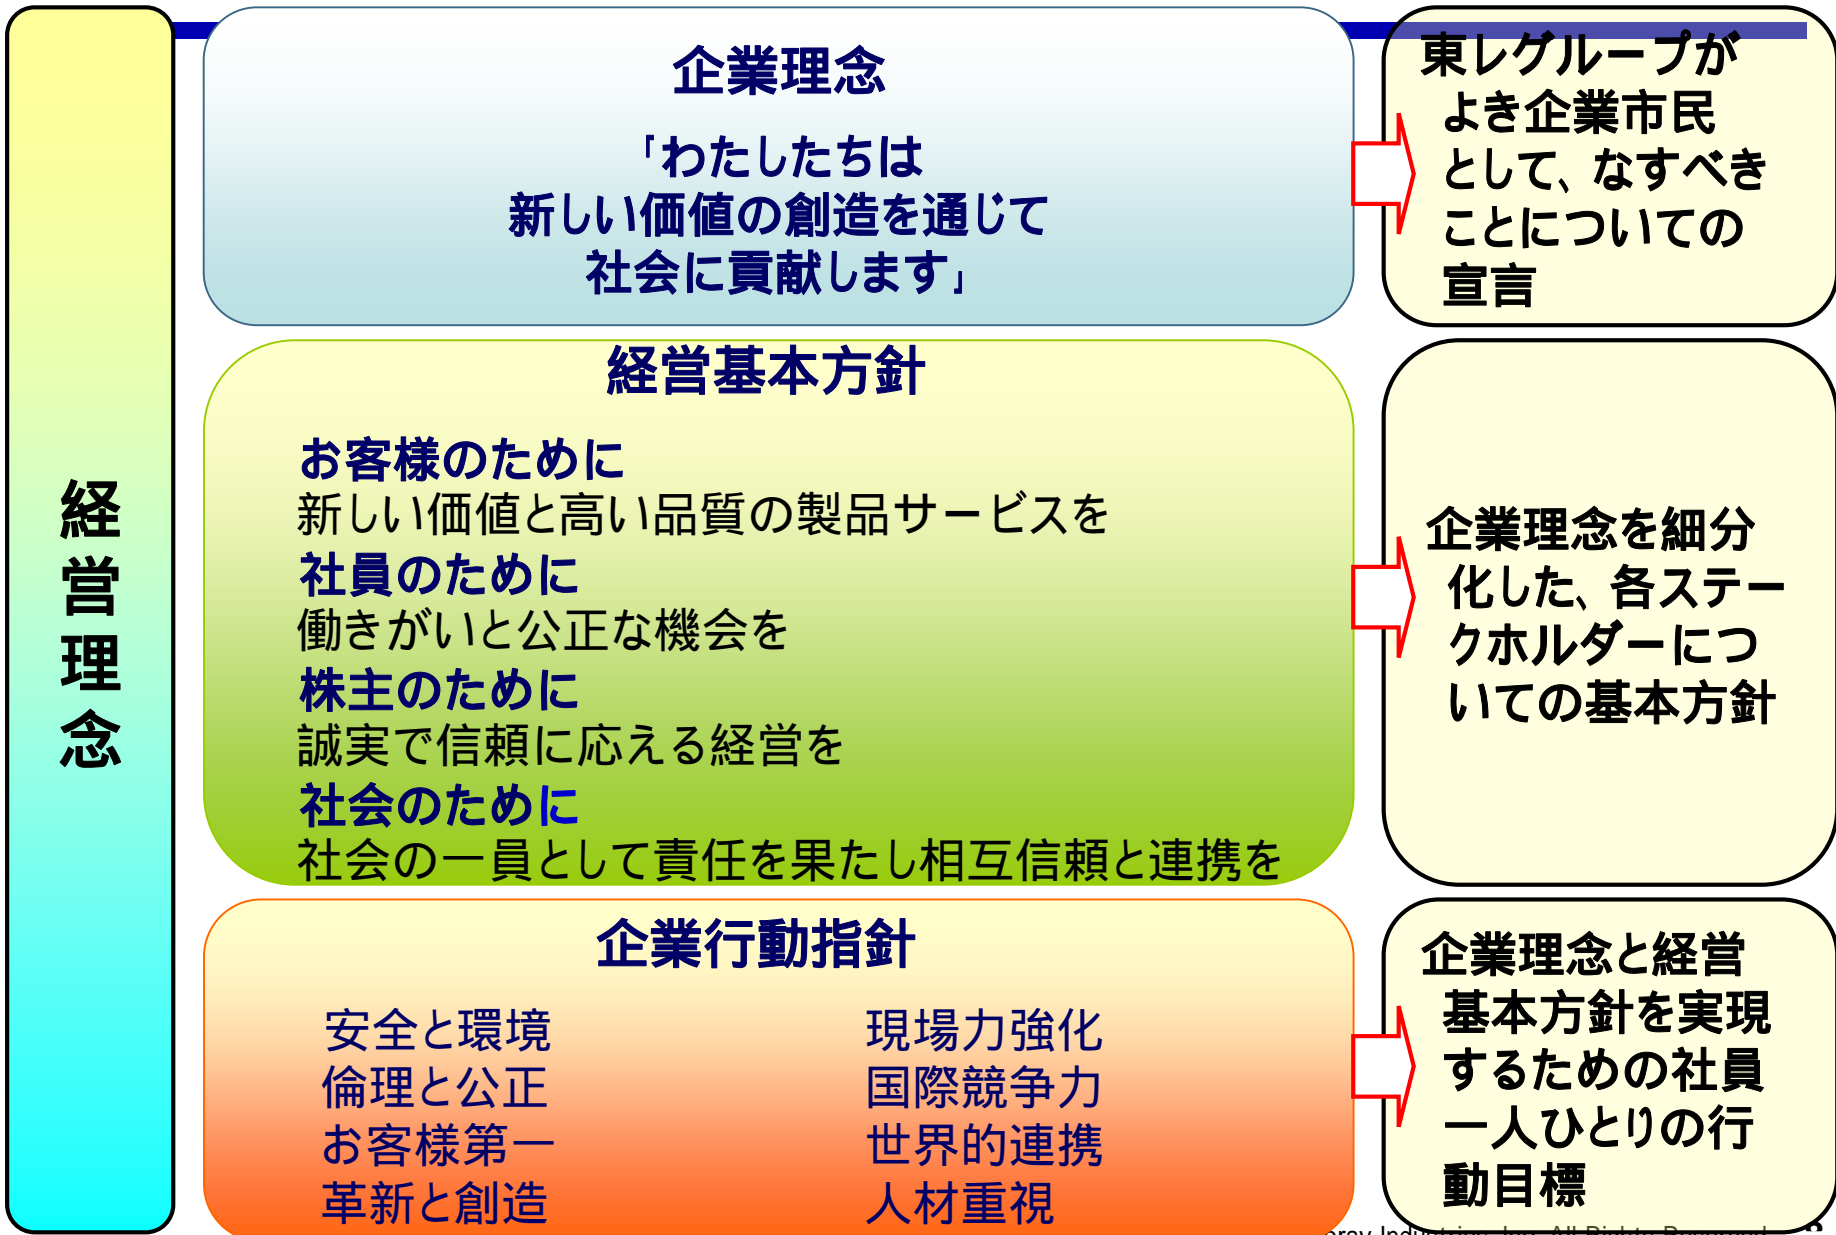 経営理念
企業理念
「わたしたちは
新しい価値の創造を通じて
社会に貢献します」
東レグループが
よき企業市民
として、なすべき
ことについての
宣言
経営基本方針
お客様のために
新しい価値と高い品質の製品サービスを
社員のために
働きがいと公正な機会を
株主のために
誠実で信頼に応える経営を
社会のために
社会の一員として責任を果たし相互信頼と連携を
企業理念を細分
化した、各ステー
クホルダーにつ
いての基本方針
企業行動指針
安全と環境
倫理と公正
お客様第一
革新と創造
現場力強化
国際競争力
世界的連携
人材重視
企業理念と経営
基本方針を実現
するための社員
一人ひとりの行
動目標
Industries, Inc. All Rights Reserved.